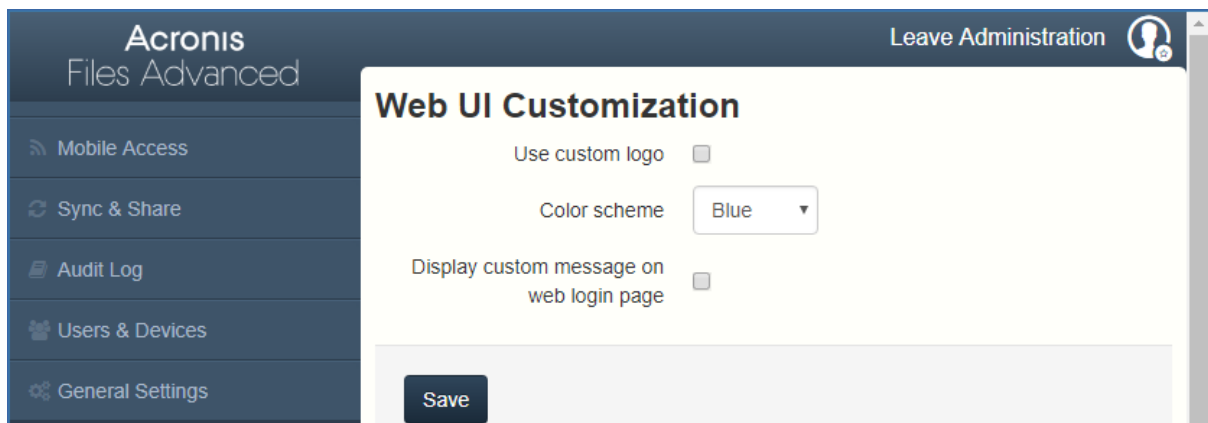 Acronis
Files Advanced
Leave Administration
Mobile Access
Sync & Share
Audit Log
Users & Devices
General Settings
Web UI Customization
Use custom logo
Color scheme
Blue
Display custom message on
web login page
Save